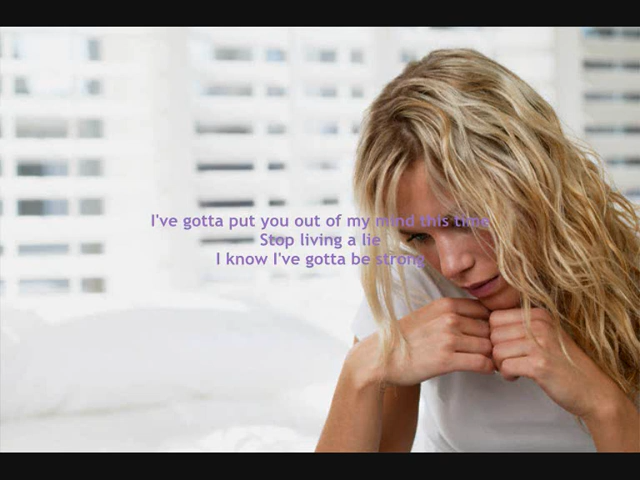 I've gotta put you out of my mind this time
Stop living a lie
I know I've gotta be strong